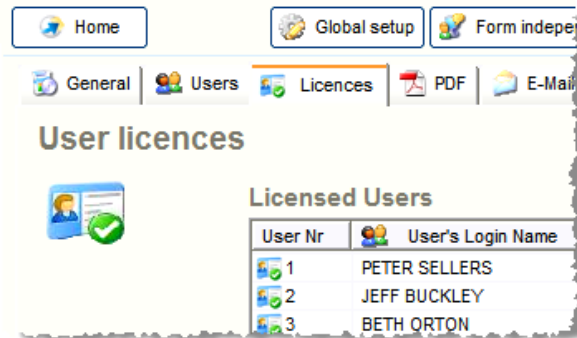 Home Global setup Form indepe
General Users Licences PDF E-Mail
User licences
Licensed Users
User Nr User's Login Name
1 PETER SELLERS
2 JEFF BUCKLEY
3 BETH ORTON